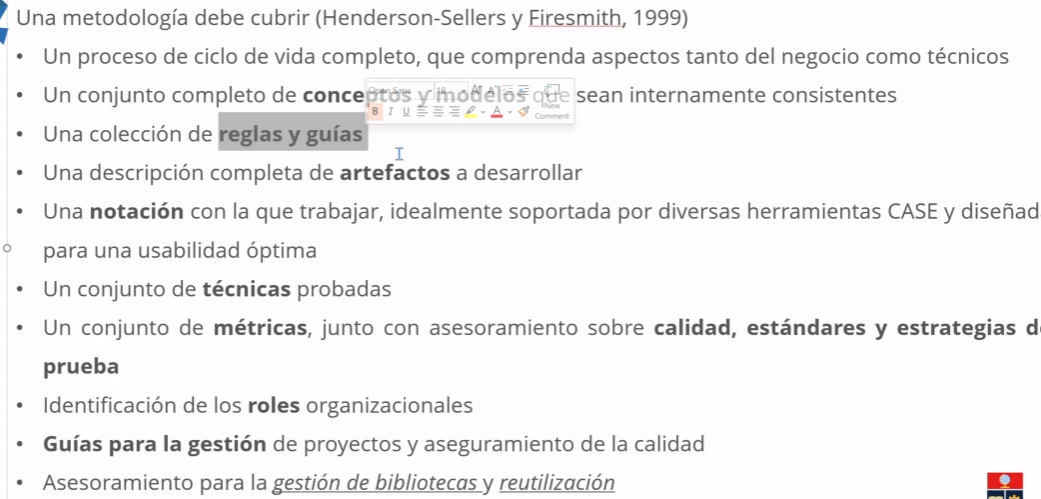 Una metodología debe cubrir (Henderson-Sellers y Firesmith, 1999)
• Un proceso de ciclo de vida completo, que comprenda aspectos tanto del negocio como técnicos
• Un conjunto completo de conceptos y modelos que sean internamente consistentes
• Una colección de reglas y guías
• Una descripción completa de artefactos a desarrollar
• Una notación con la que trabajar, idealmente soportada por diversas herramientas CASE y diseñad
para una usabilidad óptima
• Un conjunto de técnicas probadas
• Un conjunto de métricas, junto con asesoramiento sobre calidad, estándares y estrategias d
prueba
• Identificación de los roles organizacionales
• Guías para la gestión de proyectos y aseguramiento de la calidad
• Asesoramiento para la gestión de bibliotecas y reutilización
Open Sans 18 A A
B I U A
New
Comment